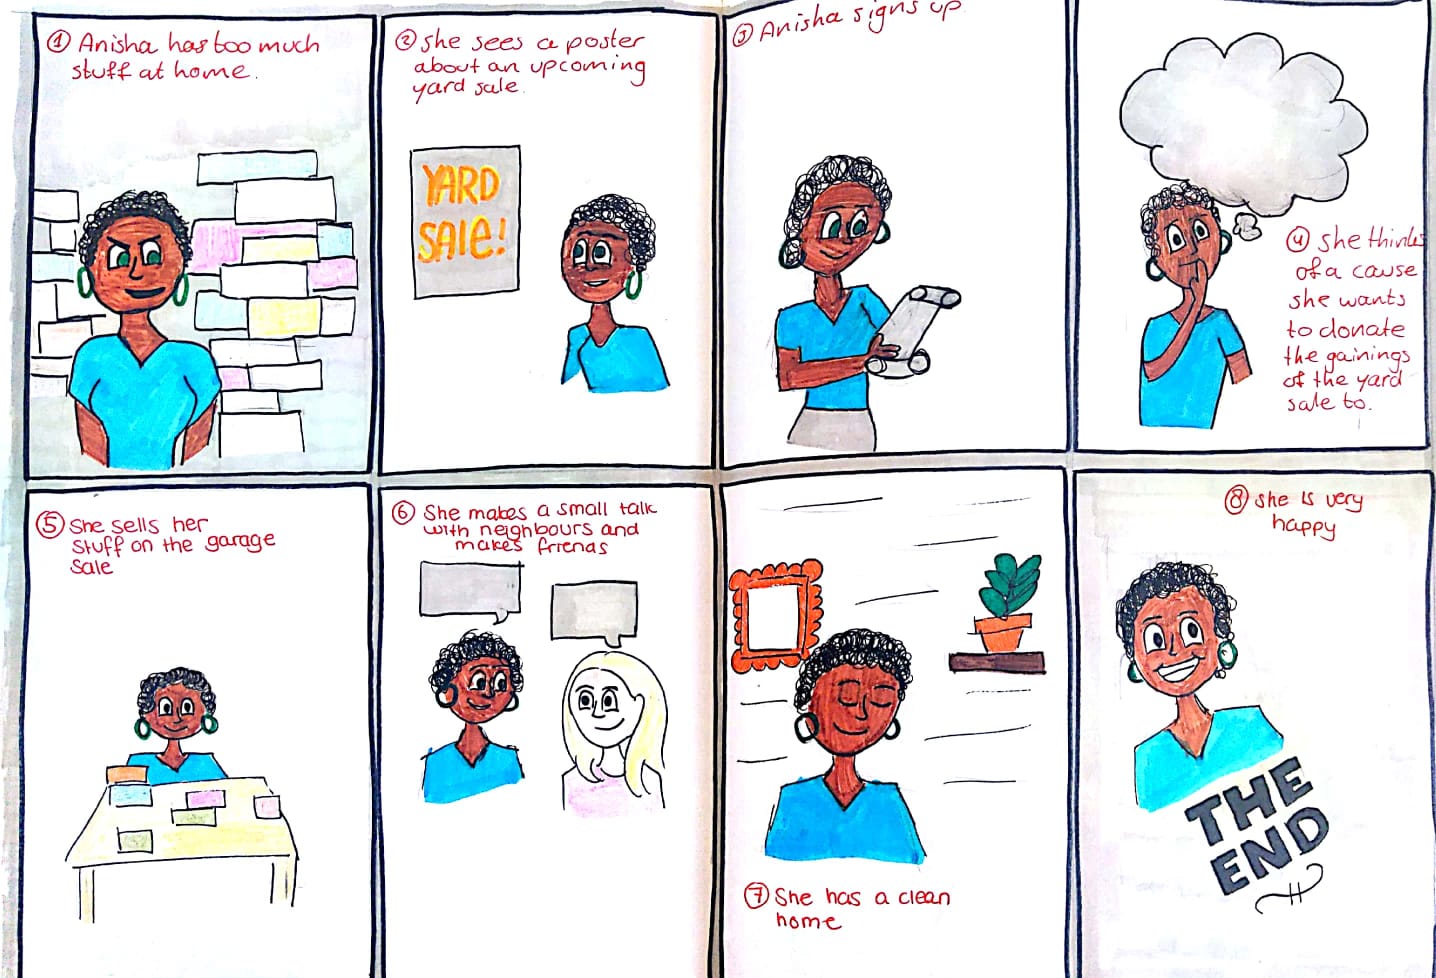 ① Anisha has too much
stuff at home.
② she sees a poster
about an upcoming
yard sale.
YARD
SALe!
③ Anisha signs up
④ she thinks
of a cause
she wants
to donate
the gainings
of the yard
sale to.
⑤ She sells her
stuff on the garage
sale
⑥ She makes a small talk
with neighbours and
makes friends
⑦ She has a clean
home
⑧ she is very
happy
THE
END